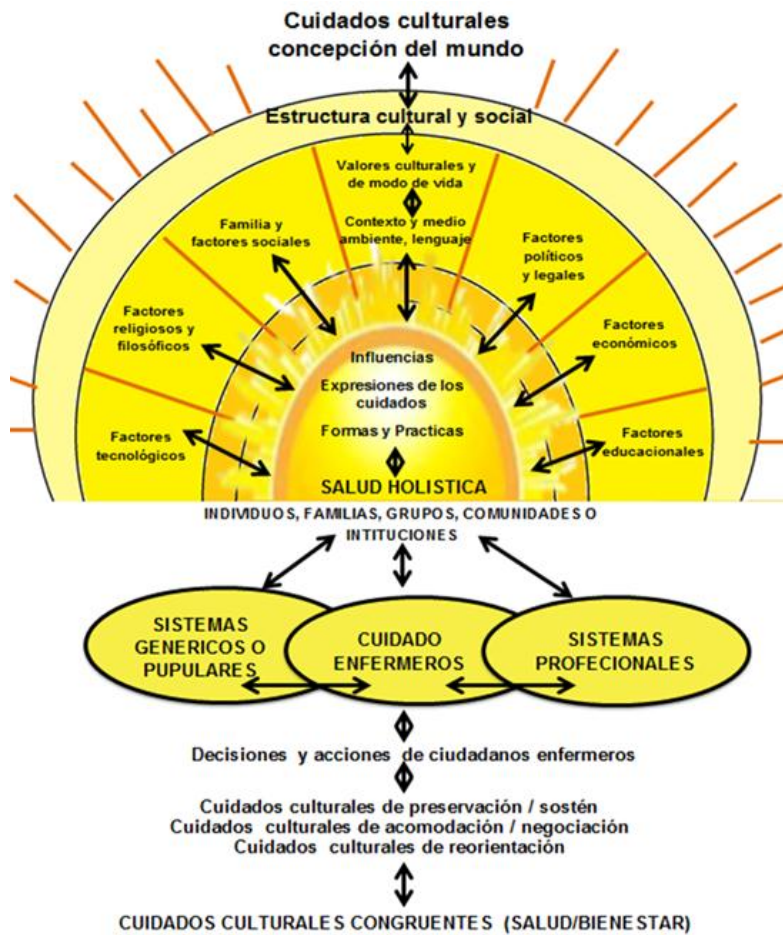 Cuidados culturales
concepción del mundo
Estructura cultural y social
Valores culturales y
de modo de vida
Familia y
factores sociales
Contexto y medio
ambiente, lenguaje
Factores
políticos
y legales
Factores
religiosos y
filosóficos
Influencias
Factores
económicos
Expresiones de los
cuidados
Factores
tecnológicos
Formas y Practicas
Factores
educacionales
SALUD HOLISTICA
INDIVIDUOS, FAMILIAS, GRUPOS, COMUNIDADES O
INTITUCIONES
SISTEMAS
GENERICOS O
PUPULARES
CUIDADO
ENFERMEROS
SISTEMAS
PROFECIONALES
Decisiones y acciones de ciudadanos enfermeros
Cuidados culturales de preservación / sostén
Cuidados culturales de acomodación / negociación
Cuidados culturales de reorientación
CUIDADOS CULTURALES CONGRUENTES (SALUD/BIENESTAR)